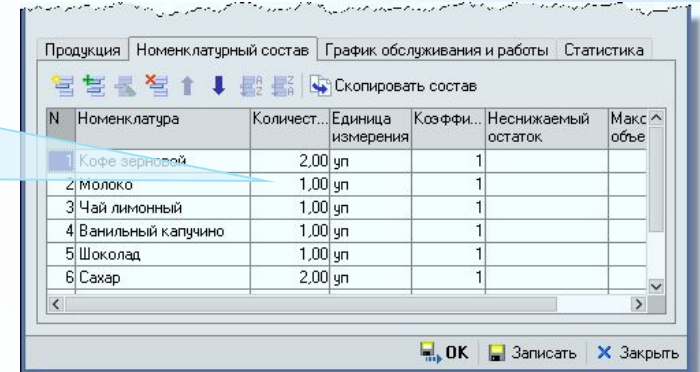 Продукция Номенклатурный состав График обслуживания и работы Статистика
Скопировать состав
N Номенклатура Количест... Единица измерения Коэффи... Неснижаемый остаток Макс объе
1 Кофе зерновой 2,00 уп 1
2 Молоко 1,00 уп 1
3 Чай лимонный 1,00 уп 1
4 Ванильный капучино 1,00 уп 1
5 Шоколад 1,00 уп 1
6 Сахар 2,00 уп 1
OK Записать Закрыть